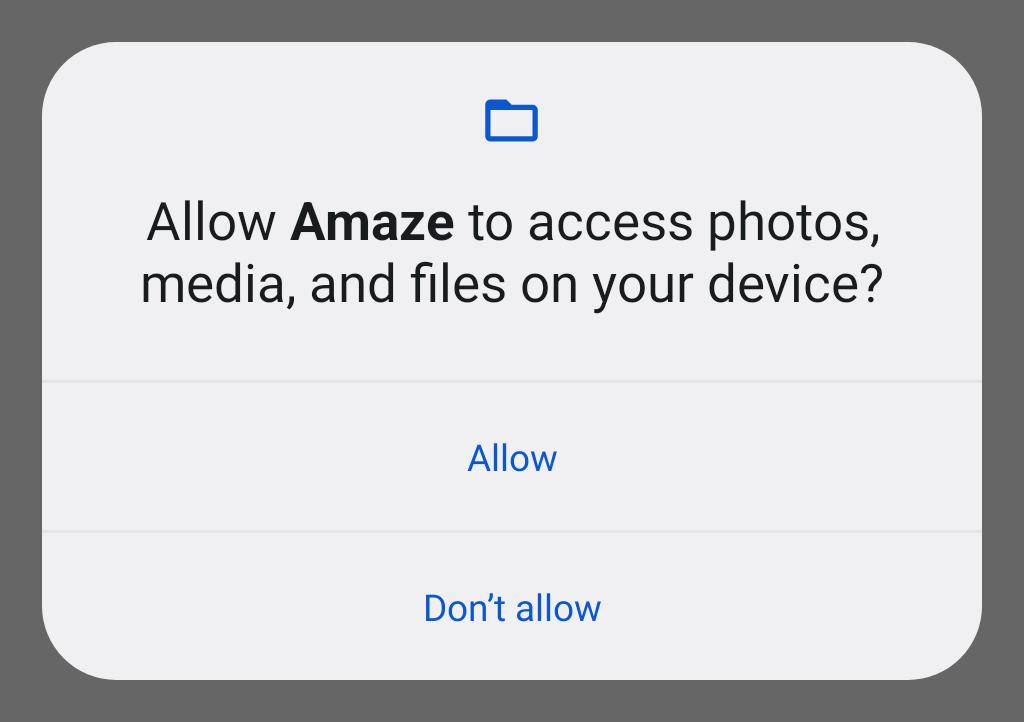 Allow Amaze to access photos,
media, and files on your device?
Allow
Don’t allow